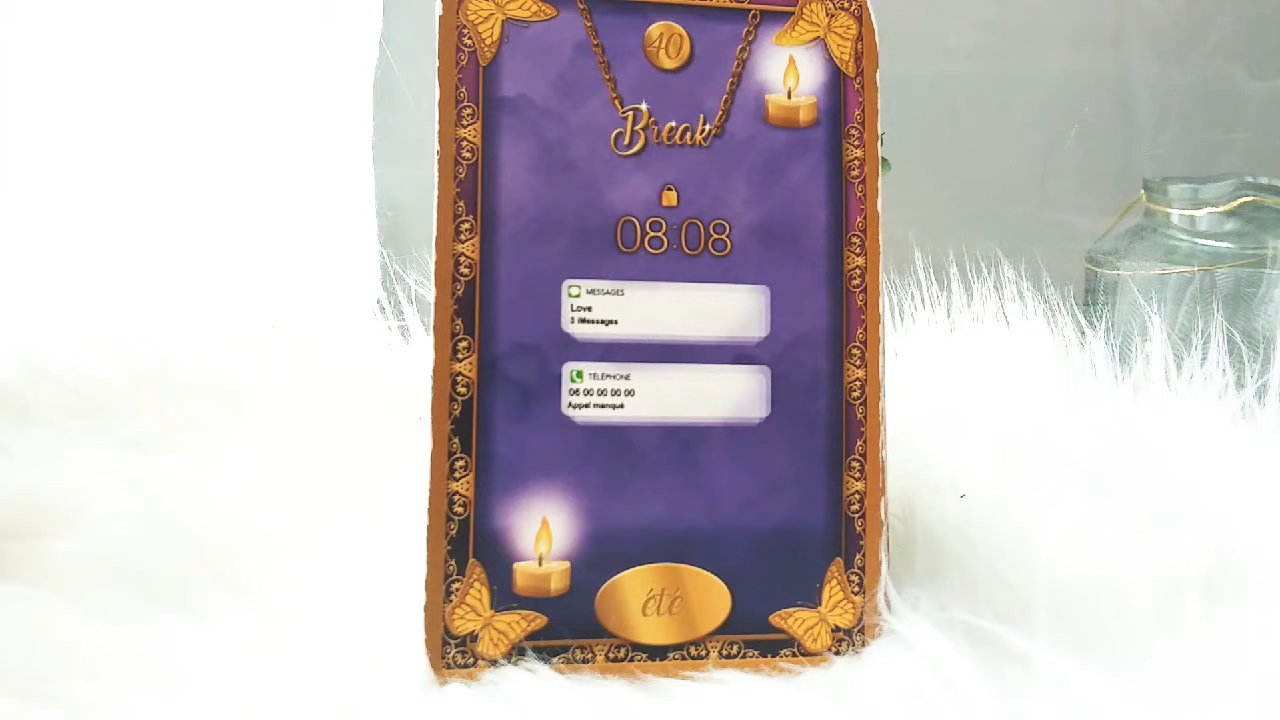 40
Break
08:08
MESSAGES
Love
3 iMessages
TÉLÉPHONE
06 00 00 00 00
Appel manqué
été